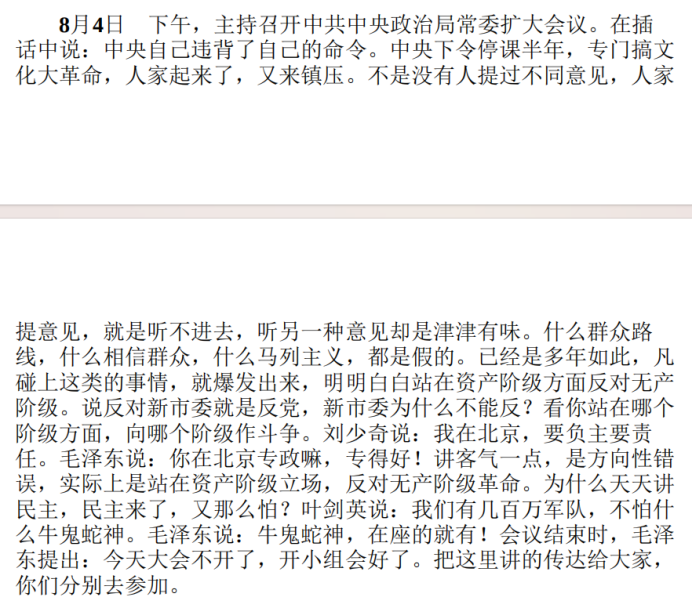 8月4日 下午，主持召开中共中央政治局常委扩大会议。在插
话中说：中央自己违背了自己的命令。中央下令停课半年，专门搞文
化大革命，人家起来了，又来镇压。不是没有人提过不同意见，人家
提意见，就是听不进去，听另一种意见却是津津有味。什么群众路
线，什么相信群众，什么马列主义，都是假的。已经是多年如此，凡
碰上这类的事情，就爆发出来，明明白白站在资产阶级方面反对无产
阶级。说反对新市委就是反党，新市委为什么不能反？看你站在哪个
阶级方面，向哪个阶级作斗争。刘少奇说：我在北京，要负主要责
任。毛泽东说：你在北京专政嘛，专得好！讲客气一点，是方向性错
误，实际上是站在资产阶级立场，反对无产阶级革命。为什么天天讲
民主，民主来了，又那么怕？叶剑英说：我们有几百万军队，不怕什
么牛鬼蛇神。毛泽东说：牛鬼蛇神，在座的就有！会议结束时，毛泽
东提出：今天大会不开了，开小组会好了。把这里讲的传达给大家，
你们分别去参加。